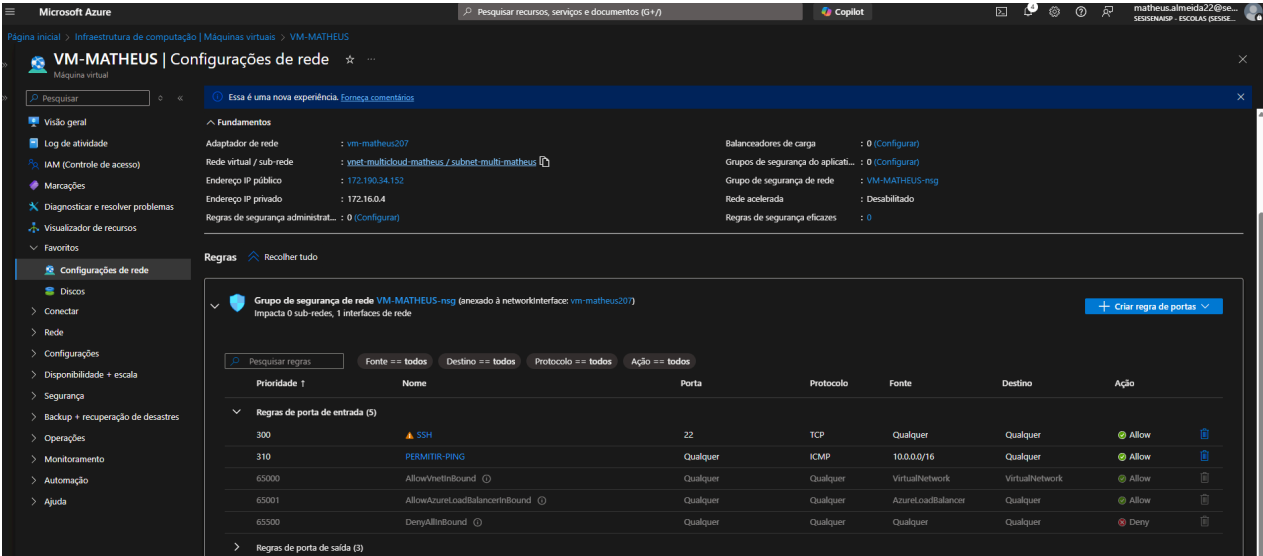 Microsoft Azure
Pesquisar recursos, serviços e documentos (G+/)
Copilot
4
matheus.almeida22@se...
SESISENAISP - ESCOLAS (SESISE...
Página inicial > Infraestrutura de computação | Máquinas virtuais > VM-MATHEUS
VM-MATHEUS | Configurações de rede
Máquina virtual
Pesquisar
Essa é uma nova experiência. Forneça comentários
Visão geral
Log de atividade
IAM (Controle de acesso)
Marcações
Diagnosticar e resolver problemas
Visualizador de recursos
Favoritos
Configurações de rede
Discos
Conectar
Rede
Configurações
Disponibilidade + escala
Segurança
Backup + recuperação de desastres
Operações
Monitoramento
Automação
Ajuda
Fundamentos
Adaptador de rede : vm-matheus207
Rede virtual / sub-rede : vnet-multicloud-matheus / subnet-multi-matheus
Endereço IP público : 172.190.34.152
Endereço IP privado : 172.16.0.4
Regras de segurança administrat... : 0 (Configurar)
Balanceadores de carga : 0 (Configurar)
Grupos de segurança do aplicati... : 0 (Configurar)
Grupo de segurança de rede : VM-MATHEUS-nsg
Rede acelerada : Desabilitado
Regras de segurança eficazes : 0
Regras Recolher tudo
Grupo de segurança de rede VM-MATHEUS-nsg (anexado à networkInterface: vm-matheus207)
Impacta 0 sub-redes, 1 interfaces de rede
+ Criar regra de portas
Pesquisar regras Fonte == todos Destino == todos Protocolo == todos Ação == todos
Prioridade ↑ Nome Porta Protocolo Fonte Destino Ação
Regras de porta de entrada (5)
300 SSH 22 TCP Qualquer Qualquer Allow
310 PERMITIR-PING Qualquer ICMP 10.0.0.0/16 Qualquer Allow
65000 AllowVnetInBound Qualquer Qualquer VirtualNetwork VirtualNetwork Allow
65001 AllowAzureLoadBalancerInBound Qualquer Qualquer AzureLoadBalancer Qualquer Allow
65500 DenyAllInBound Qualquer Qualquer Qualquer Qualquer Deny
Regras de porta de saída (3)